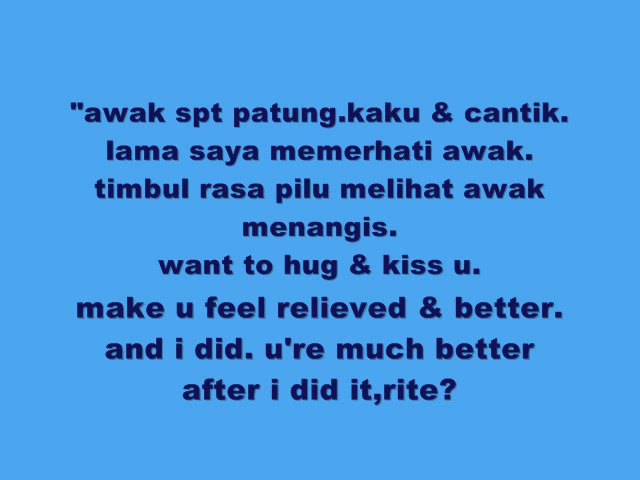 "awak spt patung.kaku & cantik.
lama saya memerhati awak.
timbul rasa pilu melihat awak
menangis.
want to hug & kiss u.
make u feel relieved & better.
and i did. u're much better
after i did it,rite?